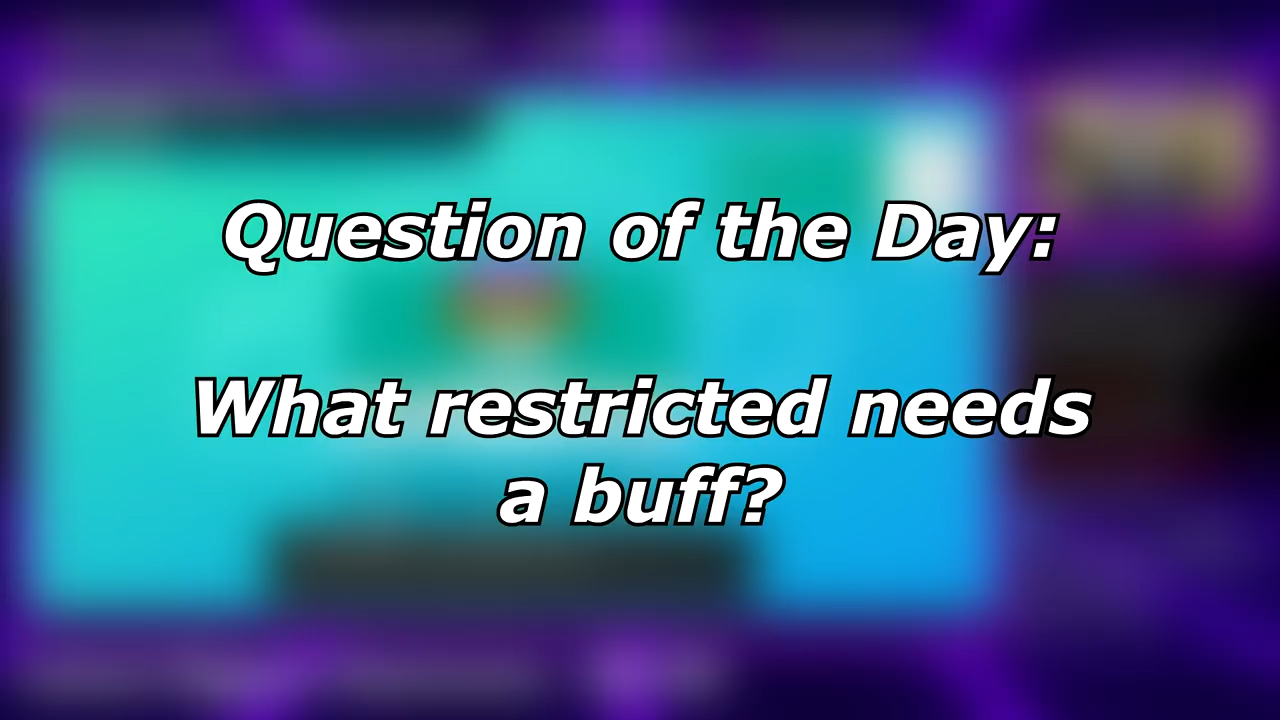 Question of the Day:
What restricted needs
a buff?